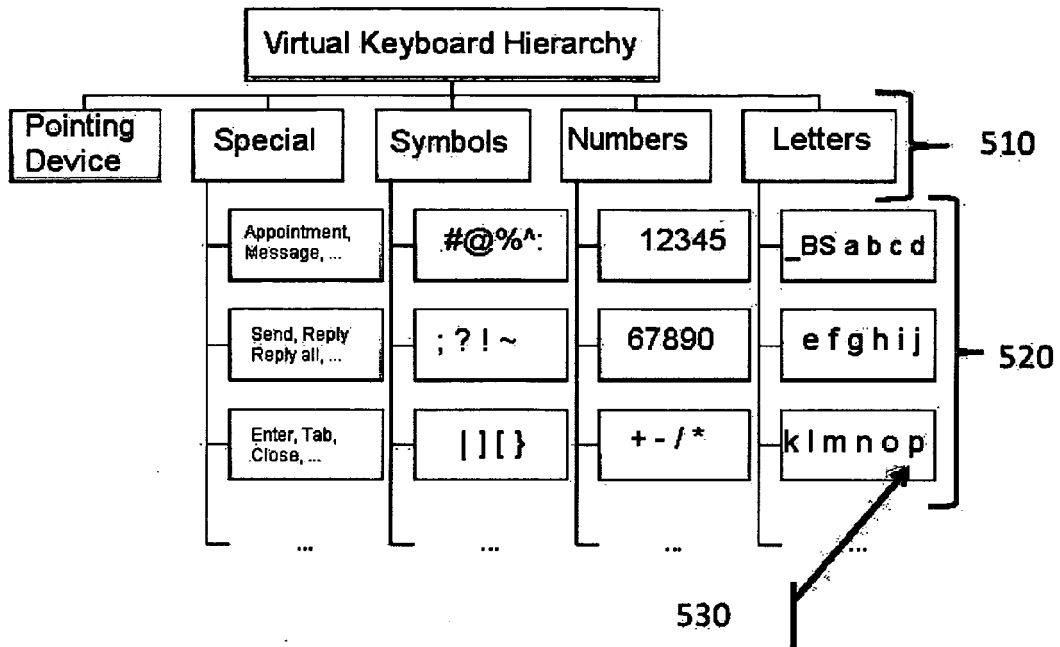 Virtual Keyboard Hierarchy
Pointing
Device
Special
Symbols
Numbers
Letters
510
Appointment,
Message, ...
#@%^:
12345
_BS a b c d
Send, Reply
Reply all, ...
; ? ! ~
67890
e f g h i j
520
Enter, Tab,
Close, ...
| ] [ }
+ - / *
k l m n o p
...
...
...
...
530